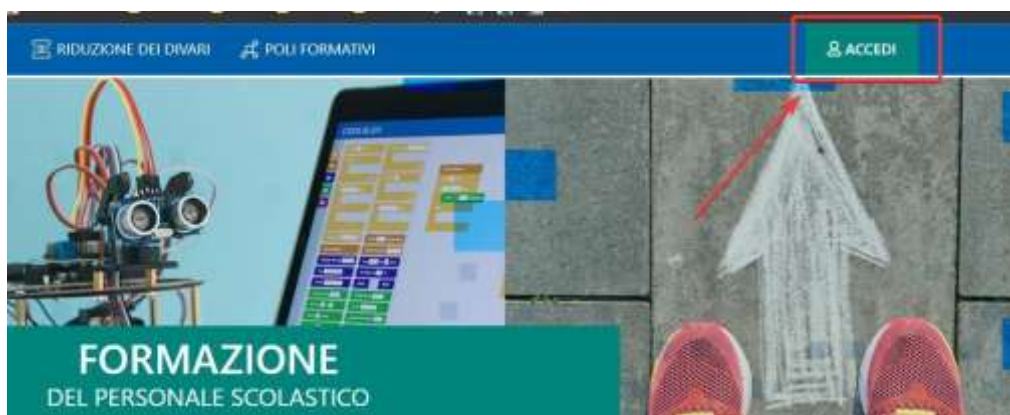 RIDUZIONE DEI DIVARI POLI FORMATIVI ACCEDI
FORMAZIONE
DEL PERSONALE SCOLASTICO